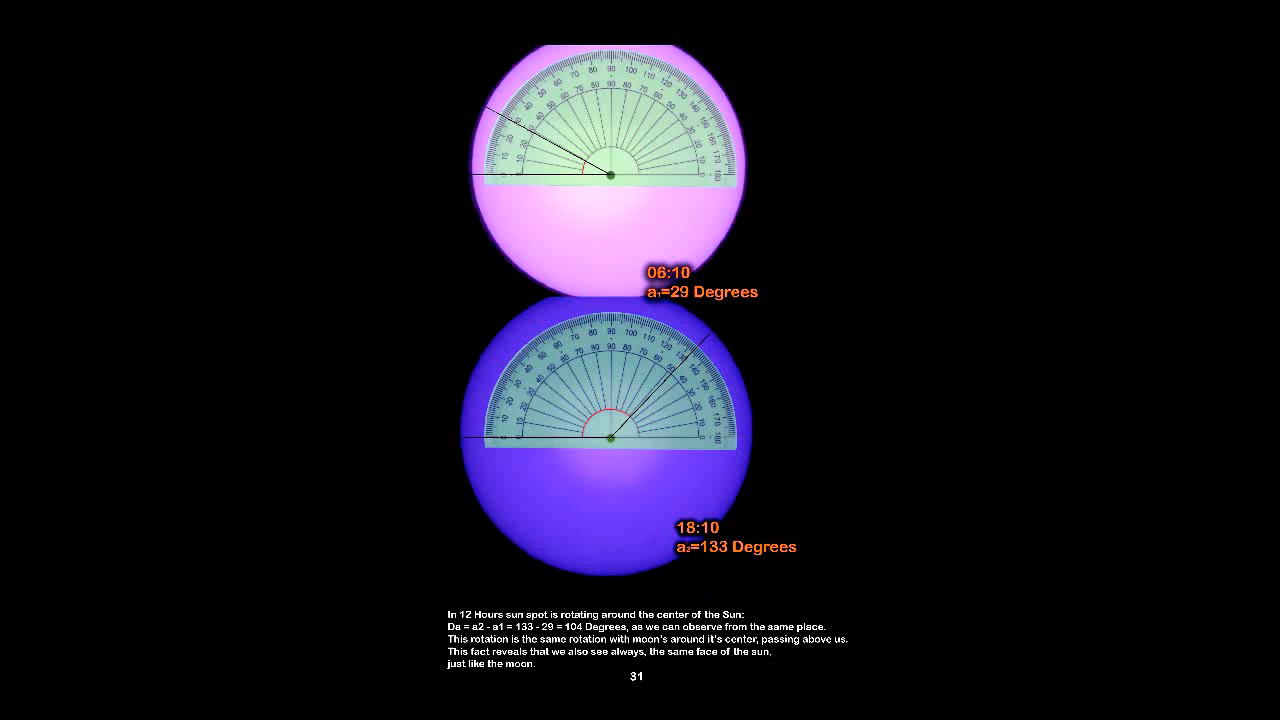 06:10
a₁=29 Degrees
18:10
a₂=133 Degrees
In 12 Hours sun spot is rotating around the center of the Sun:
Da = a2 - a1 = 133 - 29 = 104 Degrees, as we can observe from the same place.
This rotation is the same rotation with moon's around it's center, passing above us.
This fact reveals that we also see always, the same face of the sun,
just like the moon.
31